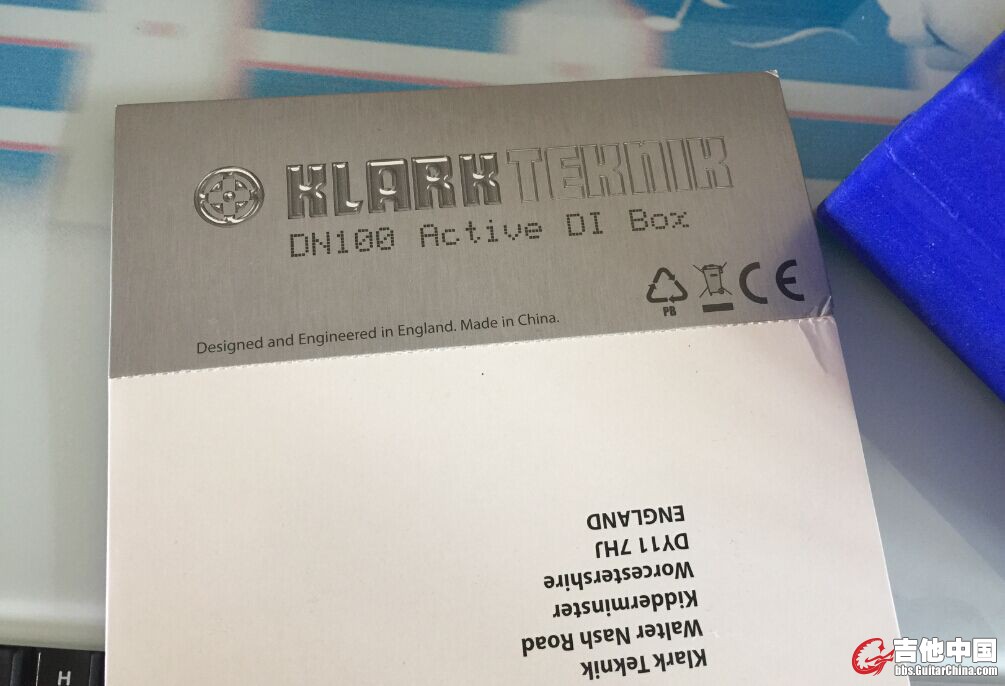 KLARK TEKNIK
DN100 Active DI Box
PB
CE
Designed and Engineered in England. Made in China.
Klark Teknik
Walter Nash Road
Kidderminster
Worcestershire
DY11 7HJ
ENGLAND
H
吉他中国
bbs.GuitarChina.com